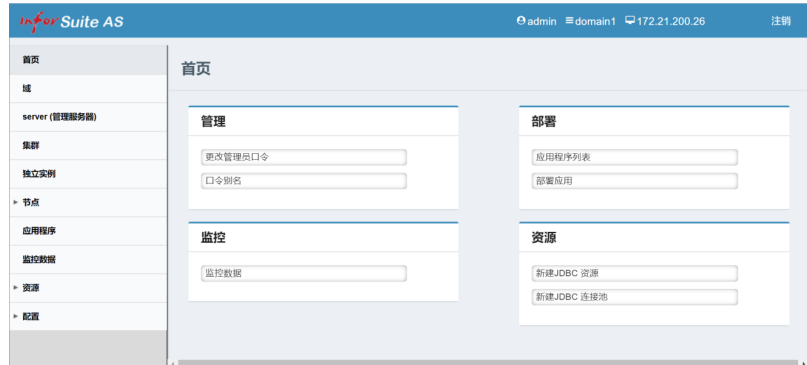 InforSuite AS
admin domain1 172.21.200.26 注销
首页
域
server (管理服务器)
集群
独立实例
节点
应用程序
监控数据
资源
配置
首页
管理
更改管理员口令
口令别名
部署
应用程序列表
部署应用
监控
监控数据
资源
新建JDBC 资源
新建JDBC 连接池